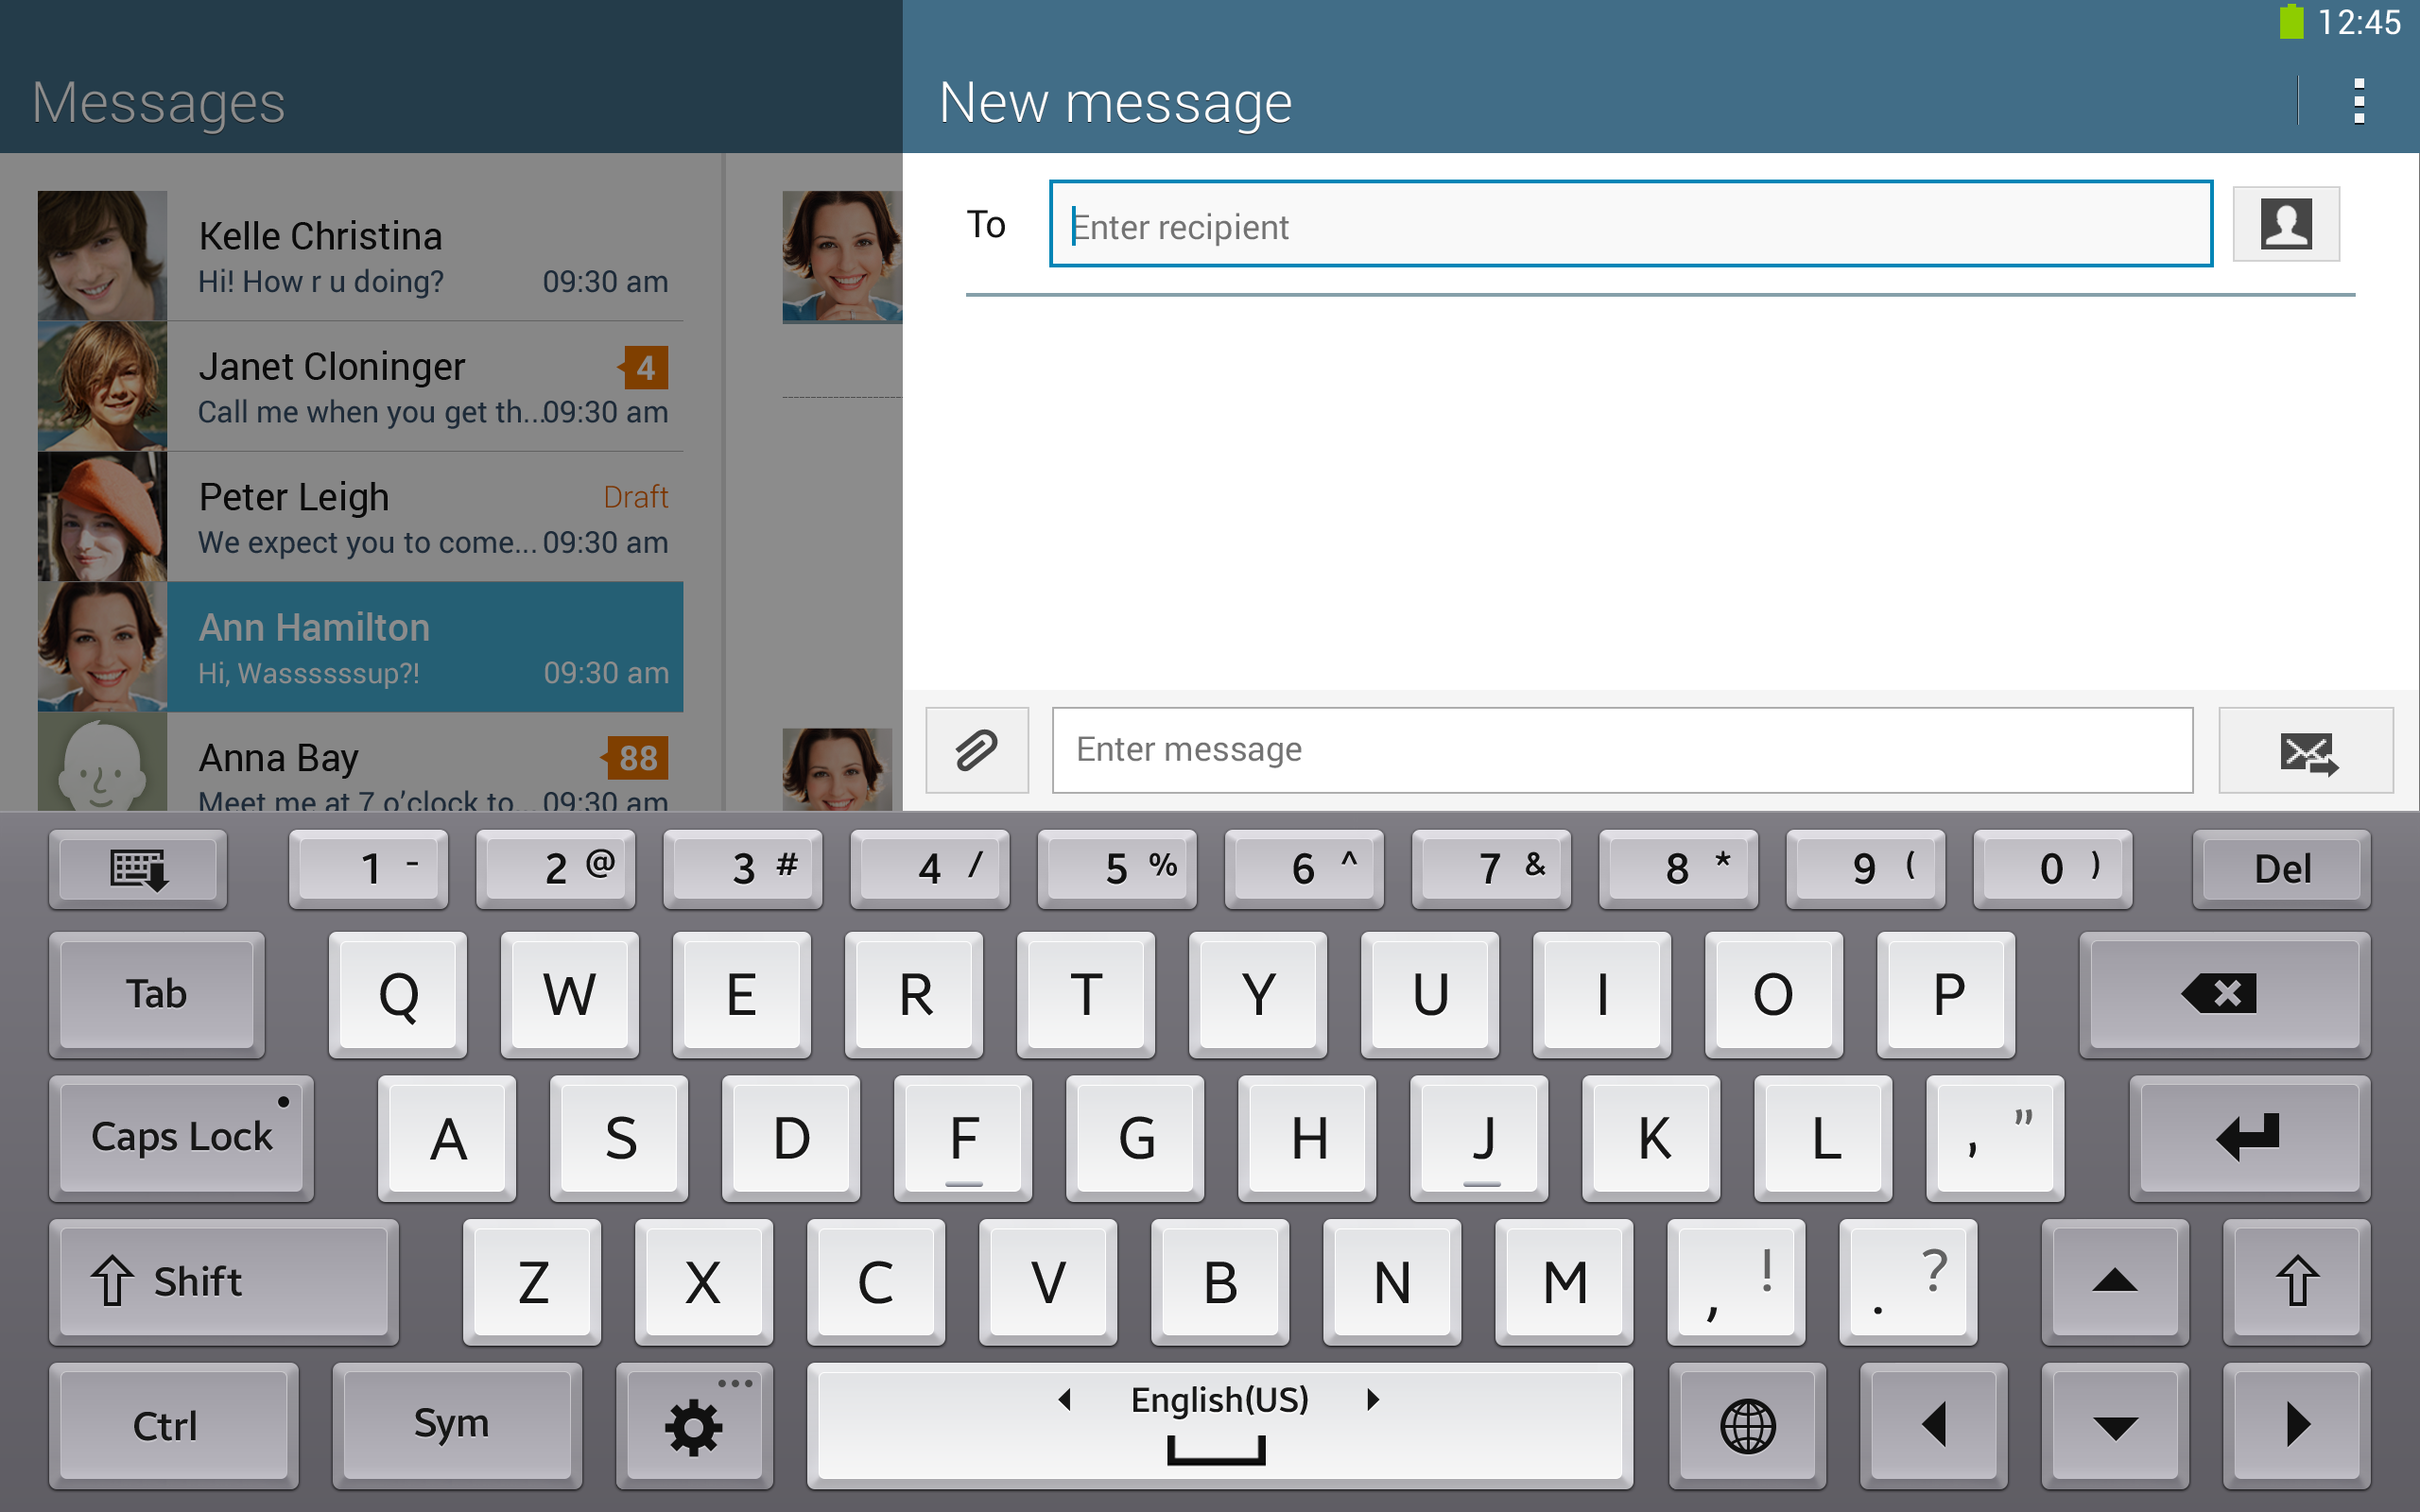 12:45
Messages
New message
Kelle Christina
Hi! How r u doing? 09:30 am
Janet Cloninger 4
Call me when you get th... 09:30 am
Peter Leigh Draft
We expect you to come... 09:30 am
Ann Hamilton
Hi, Wassssssup?! 09:30 am
Anna Bay 88
Meet me at 7 o’clock to... 09:30 am
To Enter recipient
Enter message
1 - 2 @ 3 # 4 / 5 % 6 ^ 7 & 8 * 9 ( 0 ) Del
Tab Q W E R T Y U I O P
Caps Lock A S D F G H J K L , ”
Shift Z X C V B N M , ! . ?
Ctrl Sym English(US)